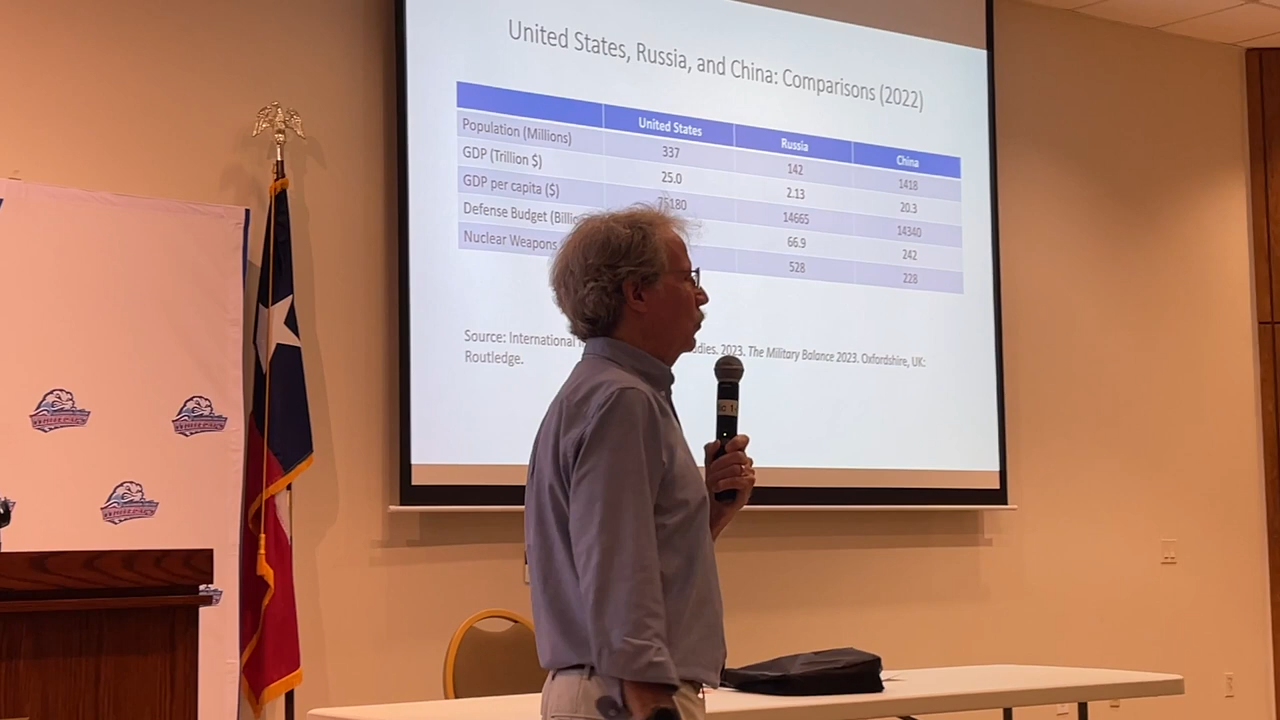 United States, Russia, and China: Comparisons (2022)
United States Russia China
Population (Millions) 337 142 1418
GDP (Trillion $) 25.0 2.13 20.3
GDP per capita ($) 75180 14665 14340
Defense Budget 66.9 242
Nuclear Weapons 528 228
Source: International 2023. The Military Balance 2023. Oxfordshire, UK:
Routledge.